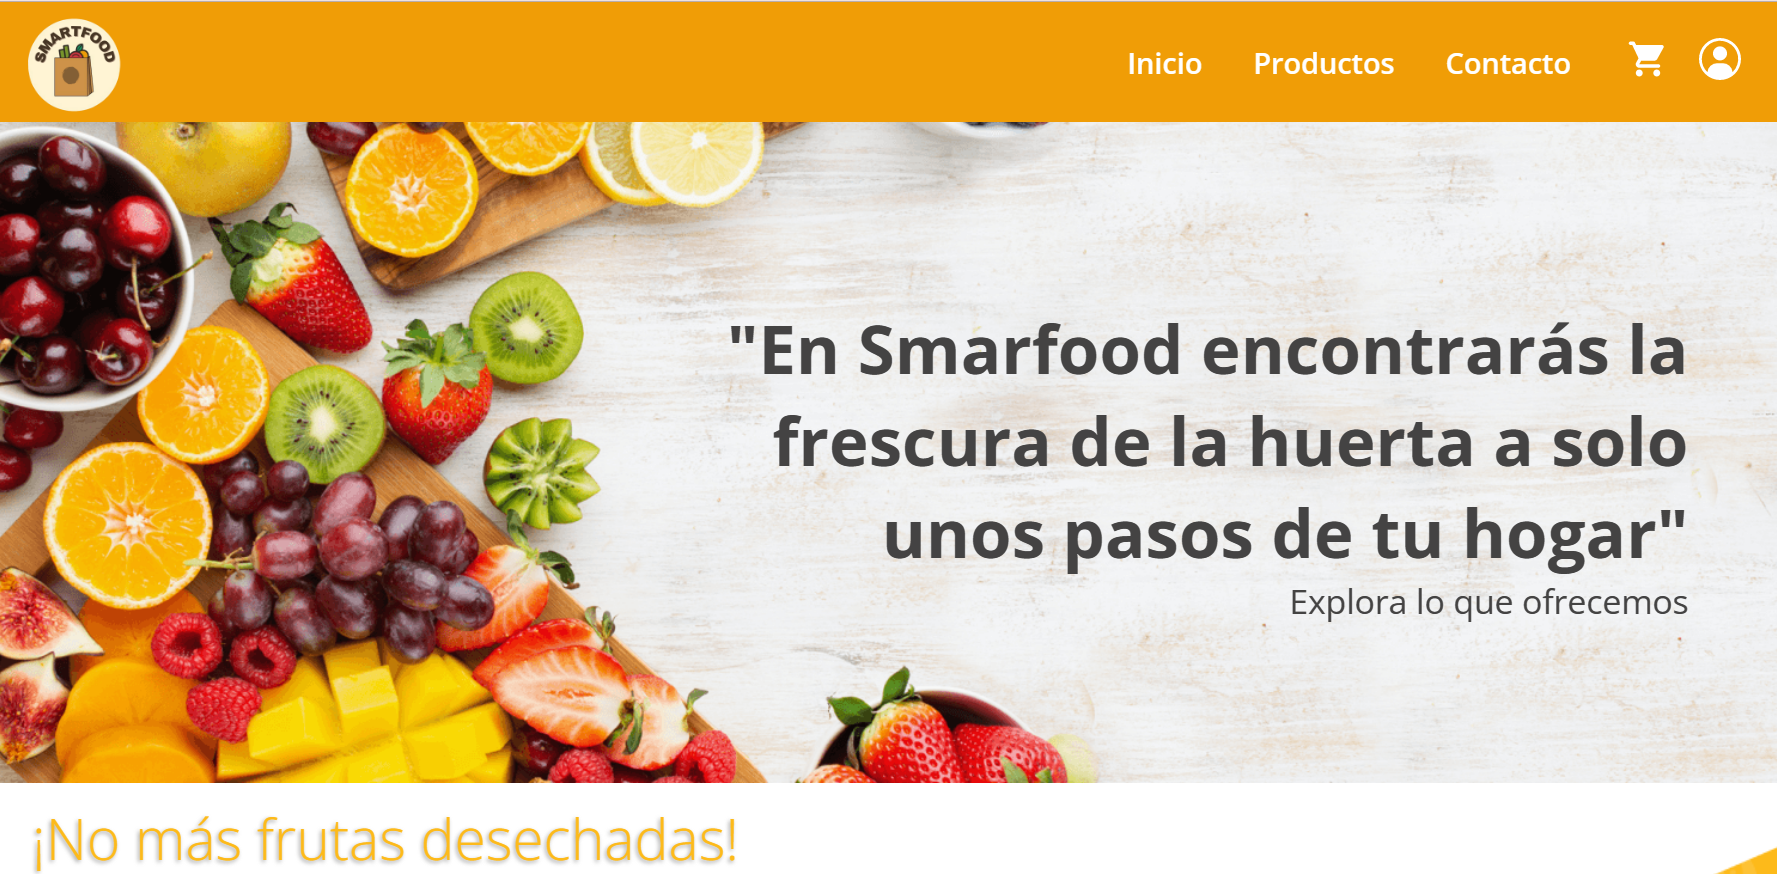 SMARTFOOD
Inicio Productos Contacto
"En Smarfood encontrarás la
frescura de la huerta a solo
unos pasos de tu hogar"
Explora lo que ofrecemos
¡No más frutas desechadas!